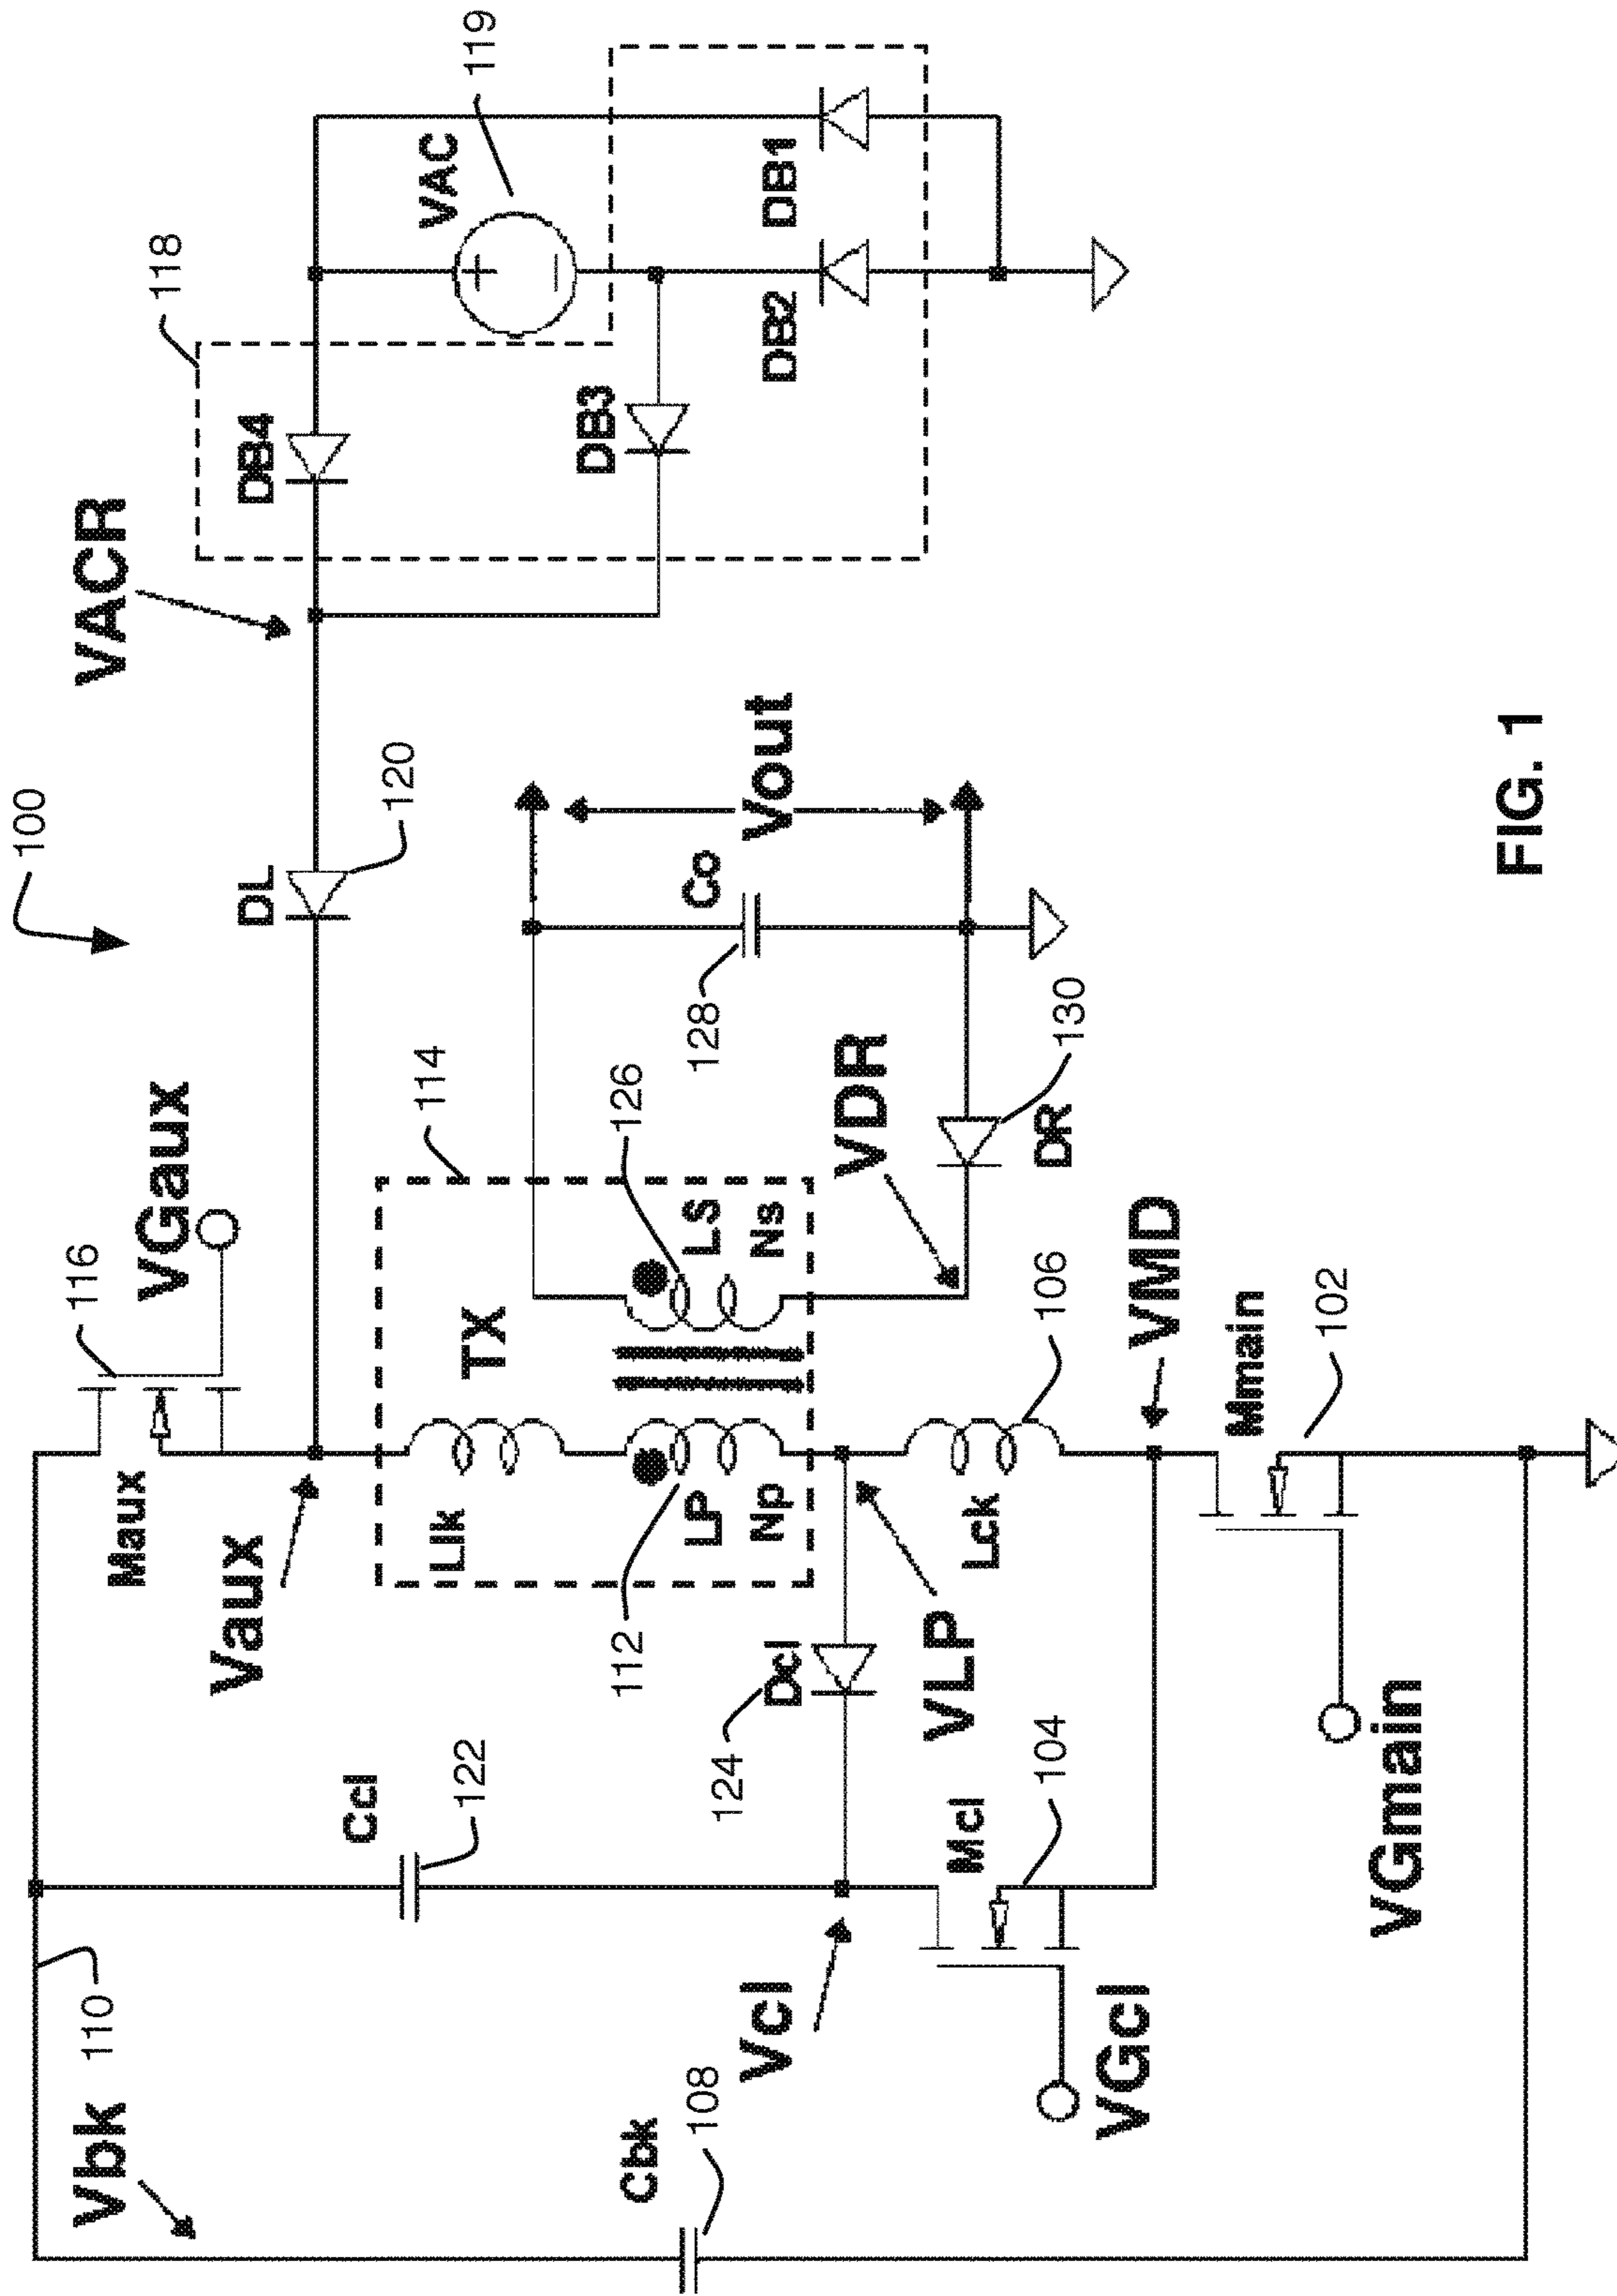 100
Vbk
110
Cbk
108
Ccl
122
Vcl
Mcl
104
VGcl
Dcl
124
VLP
Maux
116
VGaux
Vaux
114
TX
Llk
LP
Np
112
LS
Ns
126
Lck
106
VMD
Mmain
102
VGmain
VDR
DR
130
Co
128
Vout
DL
120
VACR
118
DB4
DB3
VAC
119
+
−
DB2
DB1
FIG. 1